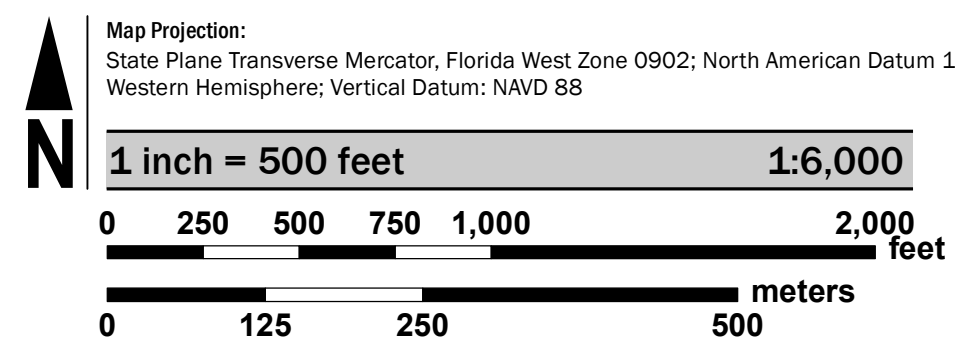 Map Projection:
State Plane Transverse Mercator, Florida West Zone 0902; North American Datum 1
Western Hemisphere; Vertical Datum: NAVD 88
N
1 inch = 500 feet 1:6,000
0 250 500 750 1,000 2,000
feet
meters
0 125 250 500